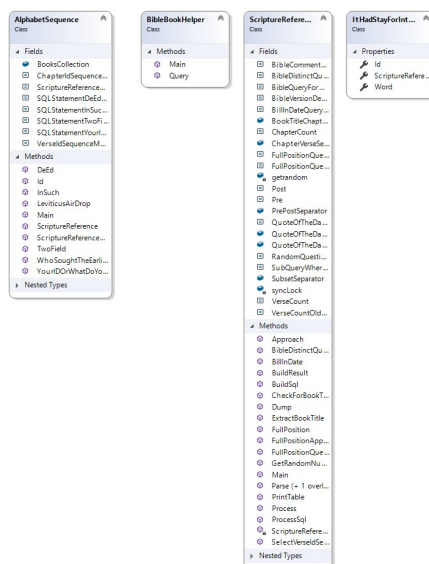 AlphabetSequence
Class
Fields
BooksCollection
ChapterIdSequence...
ScriptureReference...
SQLStatementDeEd...
SQLStatementInSuc...
SQLStatementTwoFi...
SQLStatementYourI...
VerseIdSequenceM...
Methods
DeEd
Id
InSuch
LeviticusAirDrop
Main
ScriptureReference
ScriptureReference...
TwoField
WhoSoughtTheEarli...
YourIDOrWhatDoYo...
Nested Types
BibleBookHelper
Class
Methods
Main
Query
ScriptureRefere...
Class
Fields
BibleComment...
BibleDistinctQu...
BibleQueryFor...
BibleVersionDe...
BillInDateQuery...
BookTitleChapt...
ChapterCount
ChapterVerseSe...
FullPositionQue...
FullPositionQue...
getrandom
Post
Pre
PrePostSeparator
QuoteOfTheDa...
QuoteOfTheDa...
QuoteOfTheDa...
RandomQuesti...
SubQueryWher...
SubsetSeparator
syncLock
VerseCount
VerseCountOld...
Methods
Approach
BibleDistinctQu...
BillInDate
BuildResult
BuildSql
CheckForBookT...
Dump
ExtractBookTitle
FullPosition
FullPositionApp...
FullPositionQue...
GetRandomNu...
Main
Parse (+ 1 overl...
PrintTable
Process
ProcessSql
ScriptureRefere...
SelectVerseIdSe...
Nested Types
ItHadStayForInt...
Class
Properties
Id
ScriptureRefere...
Word